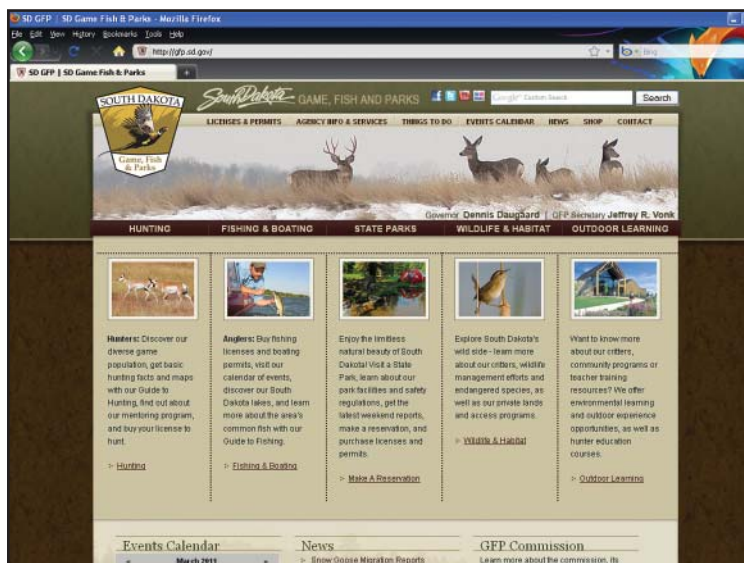 SD GFP | SD Game Fish & Parks - Mozilla Firefox
File Edit View History Bookmarks Tools Help
http://gfp.sd.gov/
Bing
SD GFP | SD Game Fish & Parks
SOUTH DAKOTA
Game, Fish
& Parks
South Dakota GAME, FISH AND PARKS
Google Custom Search
Search
LICENSES & PERMITS AGENCY INFO & SERVICES THINGS TO DO EVENTS CALENDAR NEWS SHOP CONTACT
Governor Dennis Daugaard | GFP Secretary Jeffrey R. Vonk
HUNTING FISHING & BOATING STATE PARKS WILDLIFE & HABITAT OUTDOOR LEARNING
Hunters: Discover our
diverse game
population, get basic
hunting facts and maps
with our Guide to
Hunting, find out about
our mentoring program,
and buy your license to
hunt.
> Hunting
Anglers: Buy fishing
licenses and boating
permits, visit our
calendar of events,
discover our South
Dakota lakes, and learn
more about the area's
common fish with our
Guide to Fishing.
> Fishing & Boating
Enjoy the limitless
natural beauty of South
Dakota! Visit a State
Park, learn about our
park facilities and safety
regulations, get the
latest weekend reports,
make a reservation, and
purchase licenses and
permits.
> Make A Reservation
Explore South Dakota's
wild side - learn more
about our critters, wildlife
management efforts and
endangered species, as
well as our private lands
and access programs.
> Wildlife & Habitat
Want to know more
about our critters,
community programs or
teacher training
resources? We offer
environmental learning
and outdoor experience
opportunities, as well as
hunter education
courses.
> Outdoor Learning
Events Calendar
« March 2011 »
News
> Snow Goose Migration Reports
GFP Commission
Learn more about the commission, its